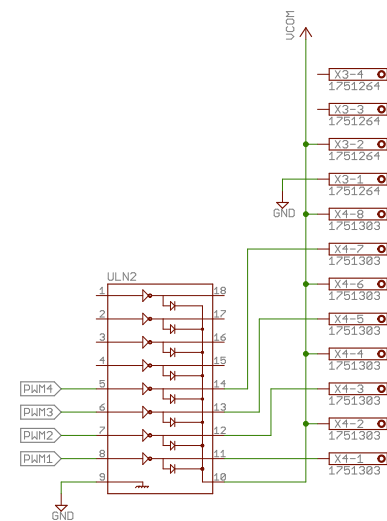 VCOM
X3-4
1751264
X3-3
1751264
X3-2
1751264
X3-1
1751264
GND
X4-8
1751303
X4-7
1751303
X4-6
1751303
X4-5
1751303
X4-4
1751303
X4-3
1751303
X4-2
1751303
X4-1
1751303
ULN2
1 18
2 17
3 16
4 15
PWM4 5 14
PWM3 6 13
PWM2 7 12
PWM1 8 11
9 10
GND